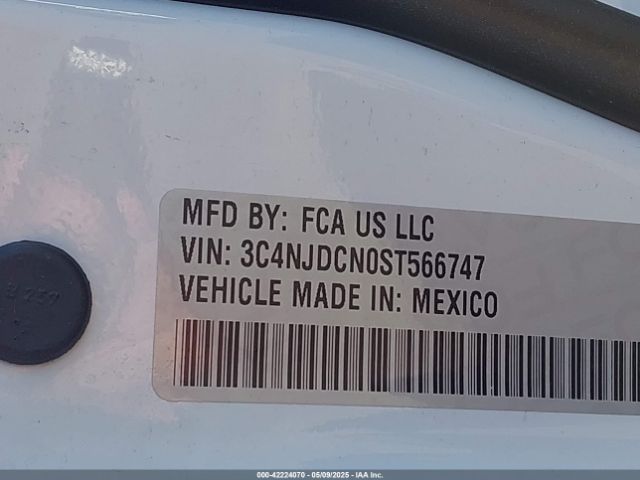 MFD BY: FCA US LLC
VIN: 3C4NJDCN0ST566747
VEHICLE MADE IN: MEXICO
000-42224070 - 05/09/2025 - IAA Inc.